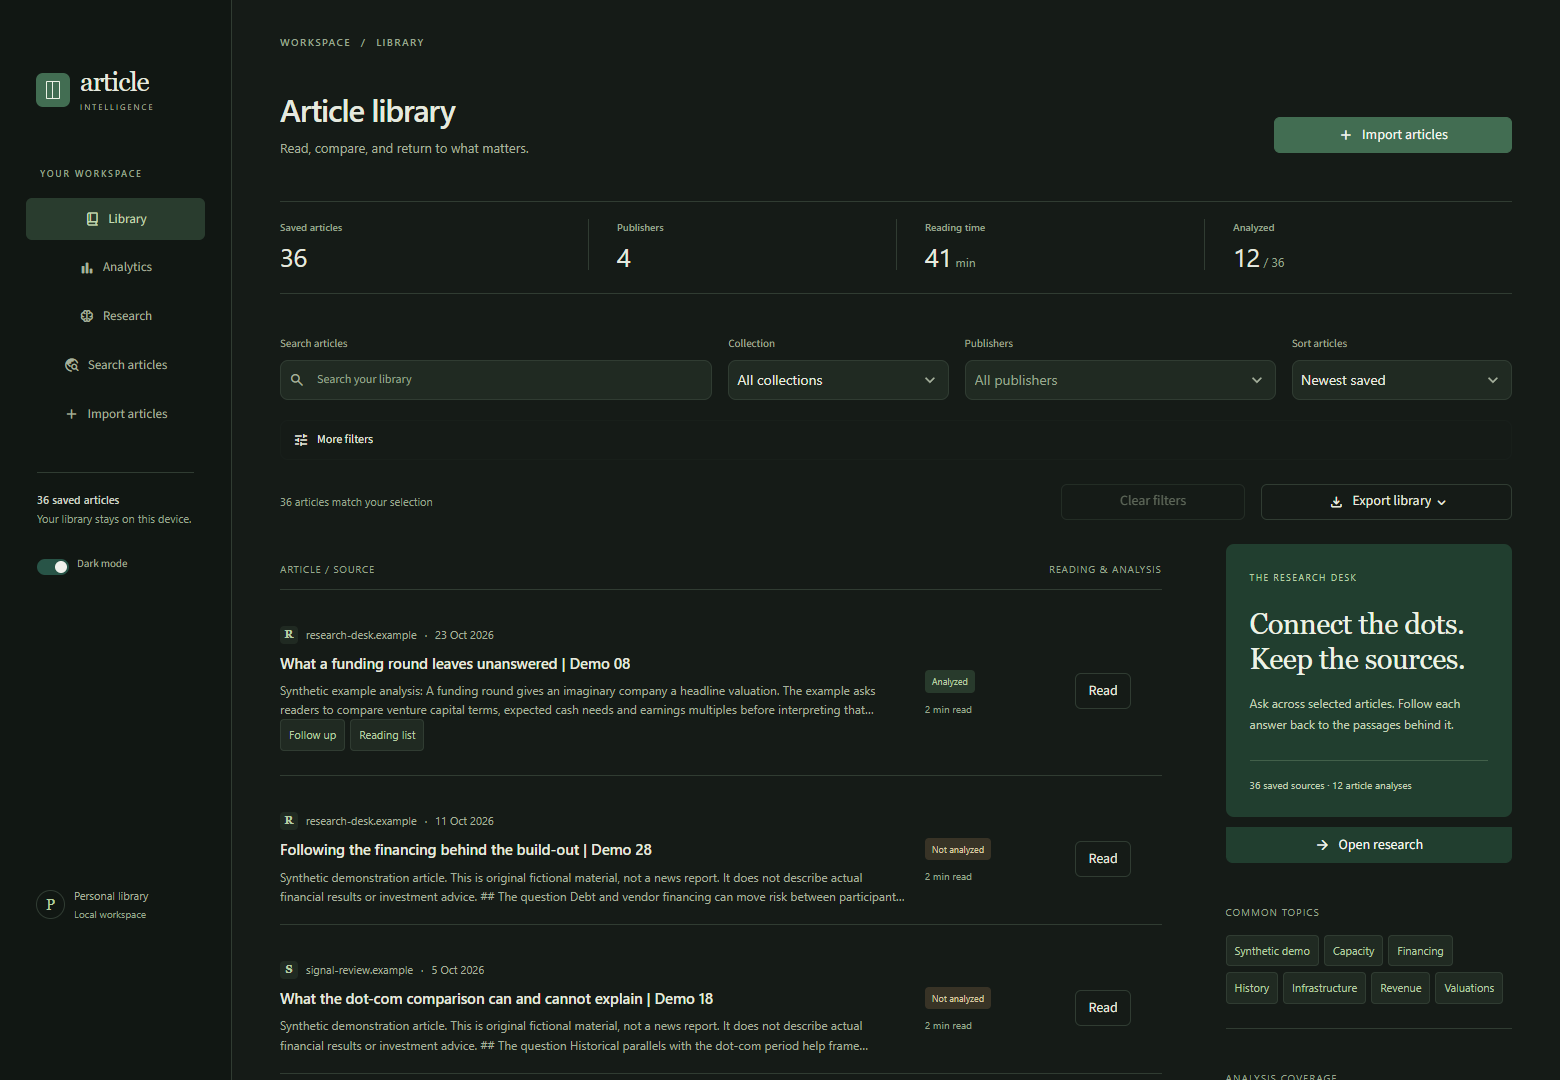 article
INTELLIGENCE
YOUR WORKSPACE
Library
Analytics
Research
Search articles
Import articles
36 saved articles
Your library stays on this device.
Dark mode
P
Personal library
Local workspace
WORKSPACE / LIBRARY
Article library
Read, compare, and return to what matters.
Import articles
Saved articles
36
Publishers
4
Reading time
41 min
Analyzed
12 / 36
Search articles
Search your library
Collection
All collections
Publishers
All publishers
Sort articles
Newest saved
More filters
36 articles match your selection
Clear filters
Export library
ARTICLE / SOURCE
READING & ANALYSIS
R research-desk.example · 23 Oct 2026
What a funding round leaves unanswered | Demo 08
Synthetic example analysis: A funding round gives an imaginary company a headline valuation. The example asks
readers to compare venture capital terms, expected cash needs and earnings multiples before interpreting that...
Follow up
Reading list
Analyzed
2 min read
Read
R research-desk.example · 11 Oct 2026
Following the financing behind the build-out | Demo 28
Synthetic demonstration article. This is original fictional material, not a news report. It does not describe actual
financial results or investment advice. ## The question Debt and vendor financing can move risk between participant...
Not analyzed
2 min read
Read
S signal-review.example · 5 Oct 2026
What the dot-com comparison can and cannot explain | Demo 18
Synthetic demonstration article. This is original fictional material, not a news report. It does not describe actual
financial results or investment advice. ## The question Historical parallels with the dot-com period help frame...
Not analyzed
2 min read
Read
THE RESEARCH DESK
Connect the dots.
Keep the sources.
Ask across selected articles. Follow each
answer back to the passages behind it.
36 saved sources · 12 article analyses
Open research
COMMON TOPICS
Synthetic demo
Capacity
Financing
History
Infrastructure
Revenue
Valuations
ANALYSIS COVERAGE